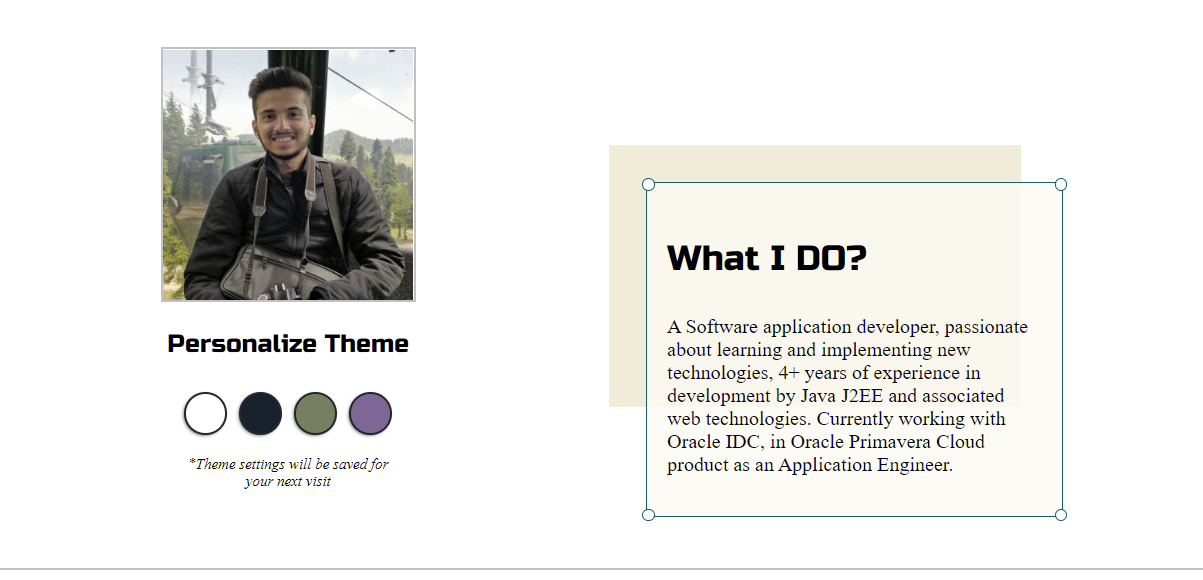 Personalize Theme
*Theme settings will be saved for
your next visit
What I DO?
A Software application developer, passionate
about learning and implementing new
technologies, 4+ years of experience in
development by Java J2EE and associated
web technologies. Currently working with
Oracle IDC, in Oracle Primavera Cloud
product as an Application Engineer.